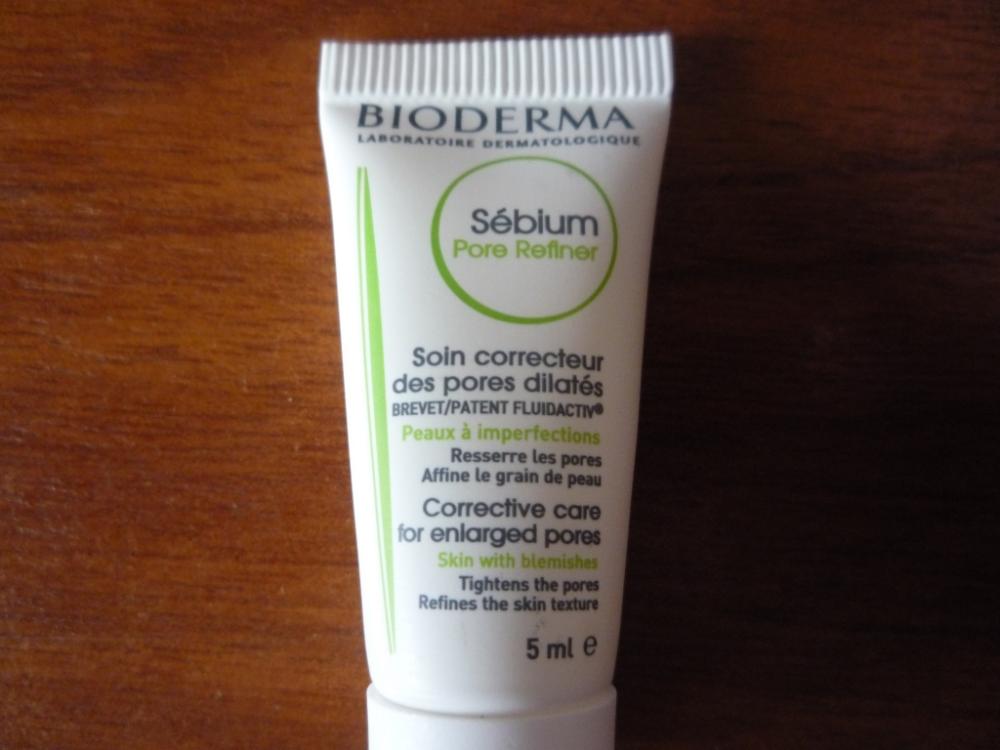 BIODERMA
LABORATOIRE DERMATOLOGIQUE
Sébium
Pore Refiner
Soin correcteur
des pores dilatés
BREVET/PATENT FLUIDACTIV®
Peaux à imperfections
Resserre les pores
Affine le grain de peau
Corrective care
for enlarged pores
Skin with blemishes
Tightens the pores
Refines the skin texture
5 ml ℮